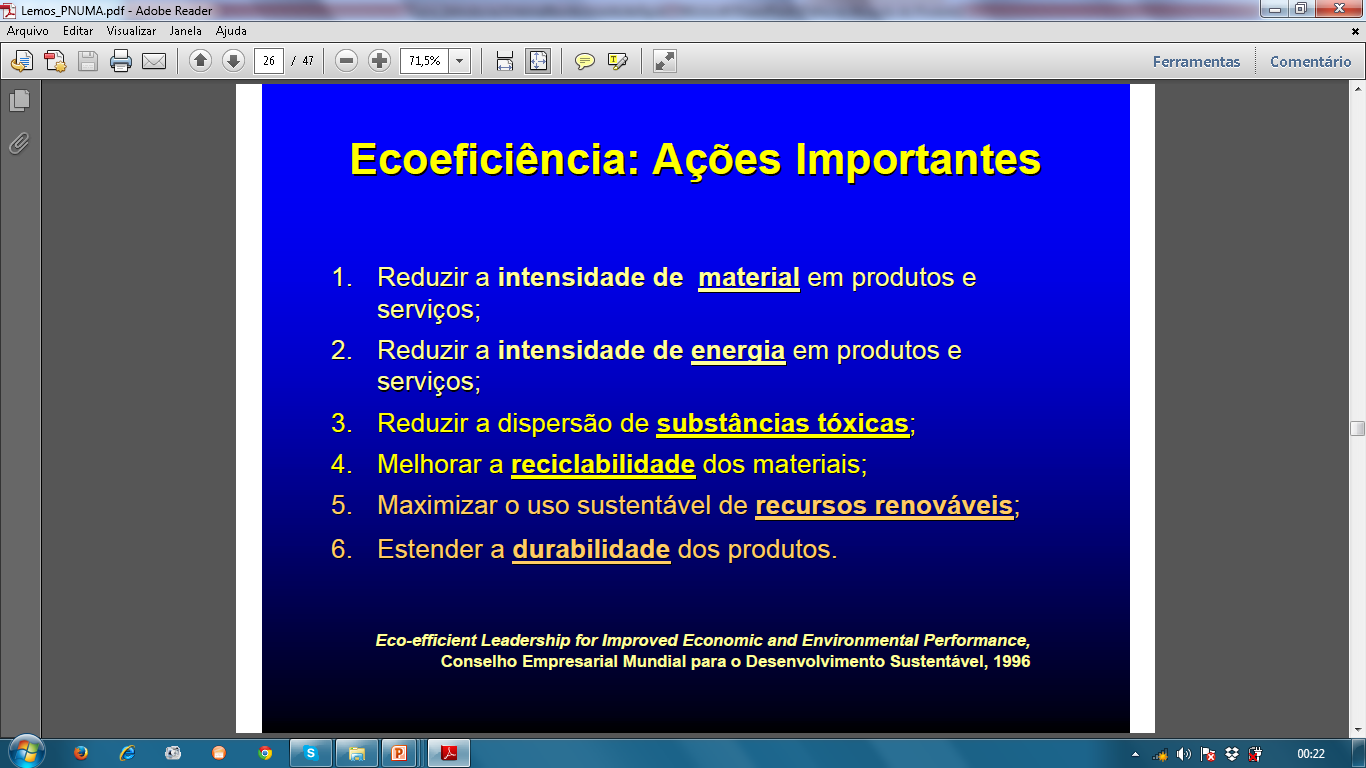 Lemos_PNUMA.pdf - Adobe Reader
Arquivo Editar Visualizar Janela Ajuda
26 / 47 71,5% Ferramentas Comentário
Ecoeficiência: Ações Importantes
1. Reduzir a intensidade de material em produtos e
serviços;
2. Reduzir a intensidade de energia em produtos e
serviços;
3. Reduzir a dispersão de substâncias tóxicas;
4. Melhorar a reciclabilidade dos materiais;
5. Maximizar o uso sustentável de recursos renováveis;
6. Estender a durabilidade dos produtos.
Eco-efficient Leadership for Improved Economic and Environmental Performance,
Conselho Empresarial Mundial para o Desenvolvimento Sustentável, 1996
00:22